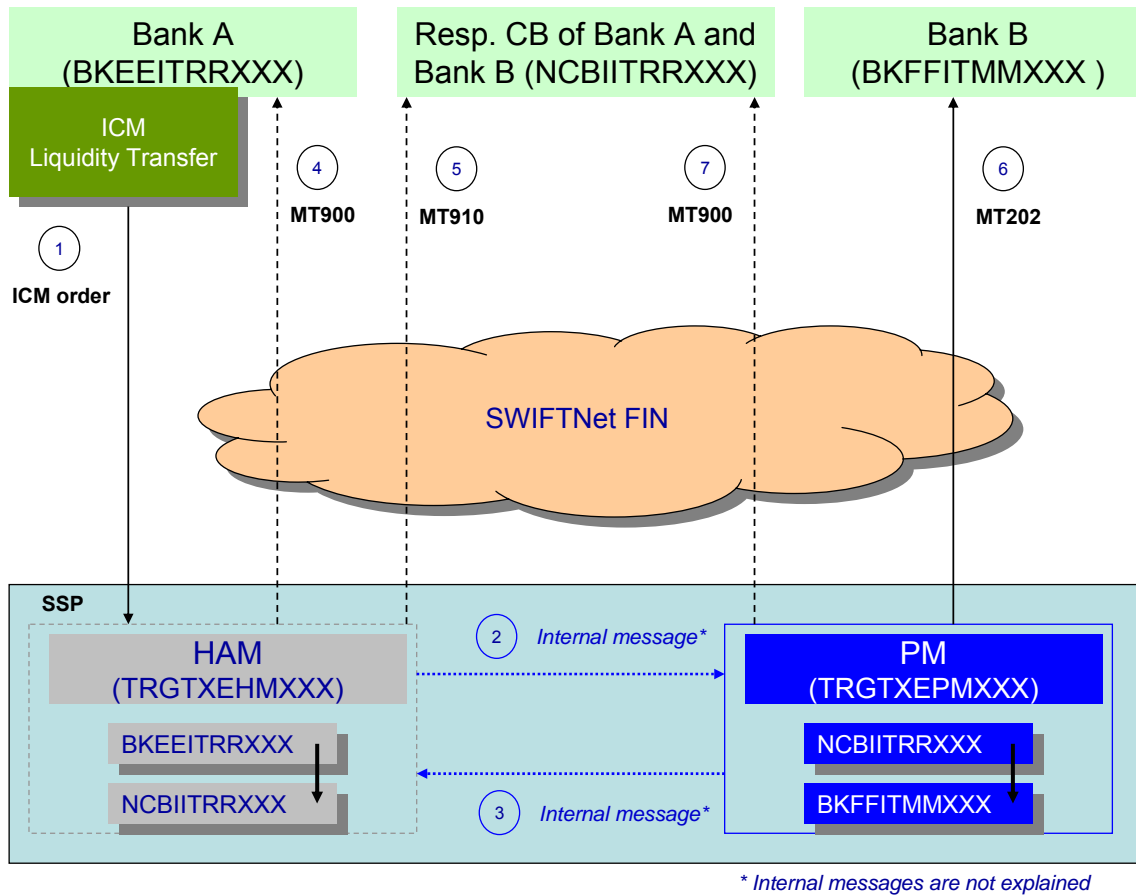 Bank A
(BKEEITRRXXX)
Resp. CB of Bank A and
Bank B (NCBIITRRXXX)
Bank B
(BKFFITMMXXX )
ICM
Liquidity Transfer
4
MT900
5
MT910
7
MT900
6
MT202
1
ICM order
SWIFTNet FIN
SSP
HAM
(TRGTXEHMXXX)
2
Internal message*
PM
(TRGTXEPMXXX)
BKEEITRRXXX
NCBIITRRXXX
NCBIITRRXXX
BKFFITMMXXX
3
Internal message*
* Internal messages are not explained